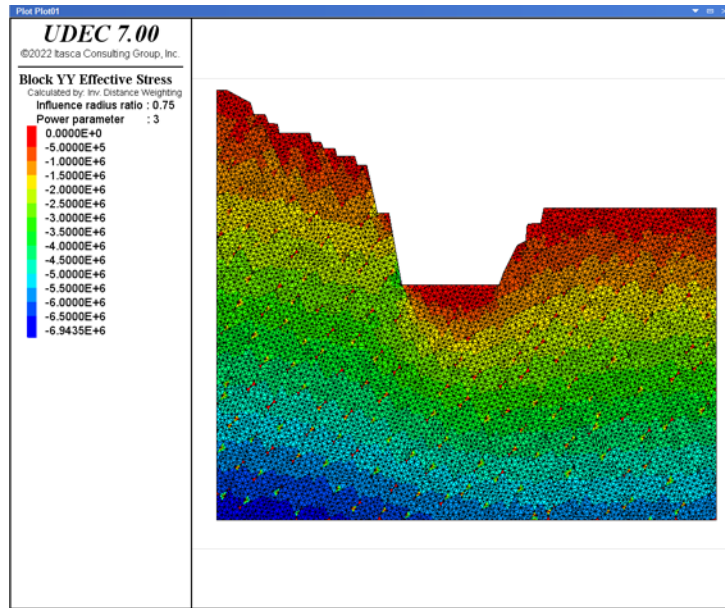 Plot Plot01
UDEC 7.00
©2022 Itasca Consulting Group, Inc.
Block YY Effective Stress
Calculated by: Inv. Distance Weighting
Influence radius ratio : 0.75
Power parameter : 3
0.0000E+0
-5.0000E+5
-1.0000E+6
-1.5000E+6
-2.0000E+6
-2.5000E+6
-3.0000E+6
-3.5000E+6
-4.0000E+6
-4.5000E+6
-5.0000E+6
-5.5000E+6
-6.0000E+6
-6.5000E+6
-6.9435E+6